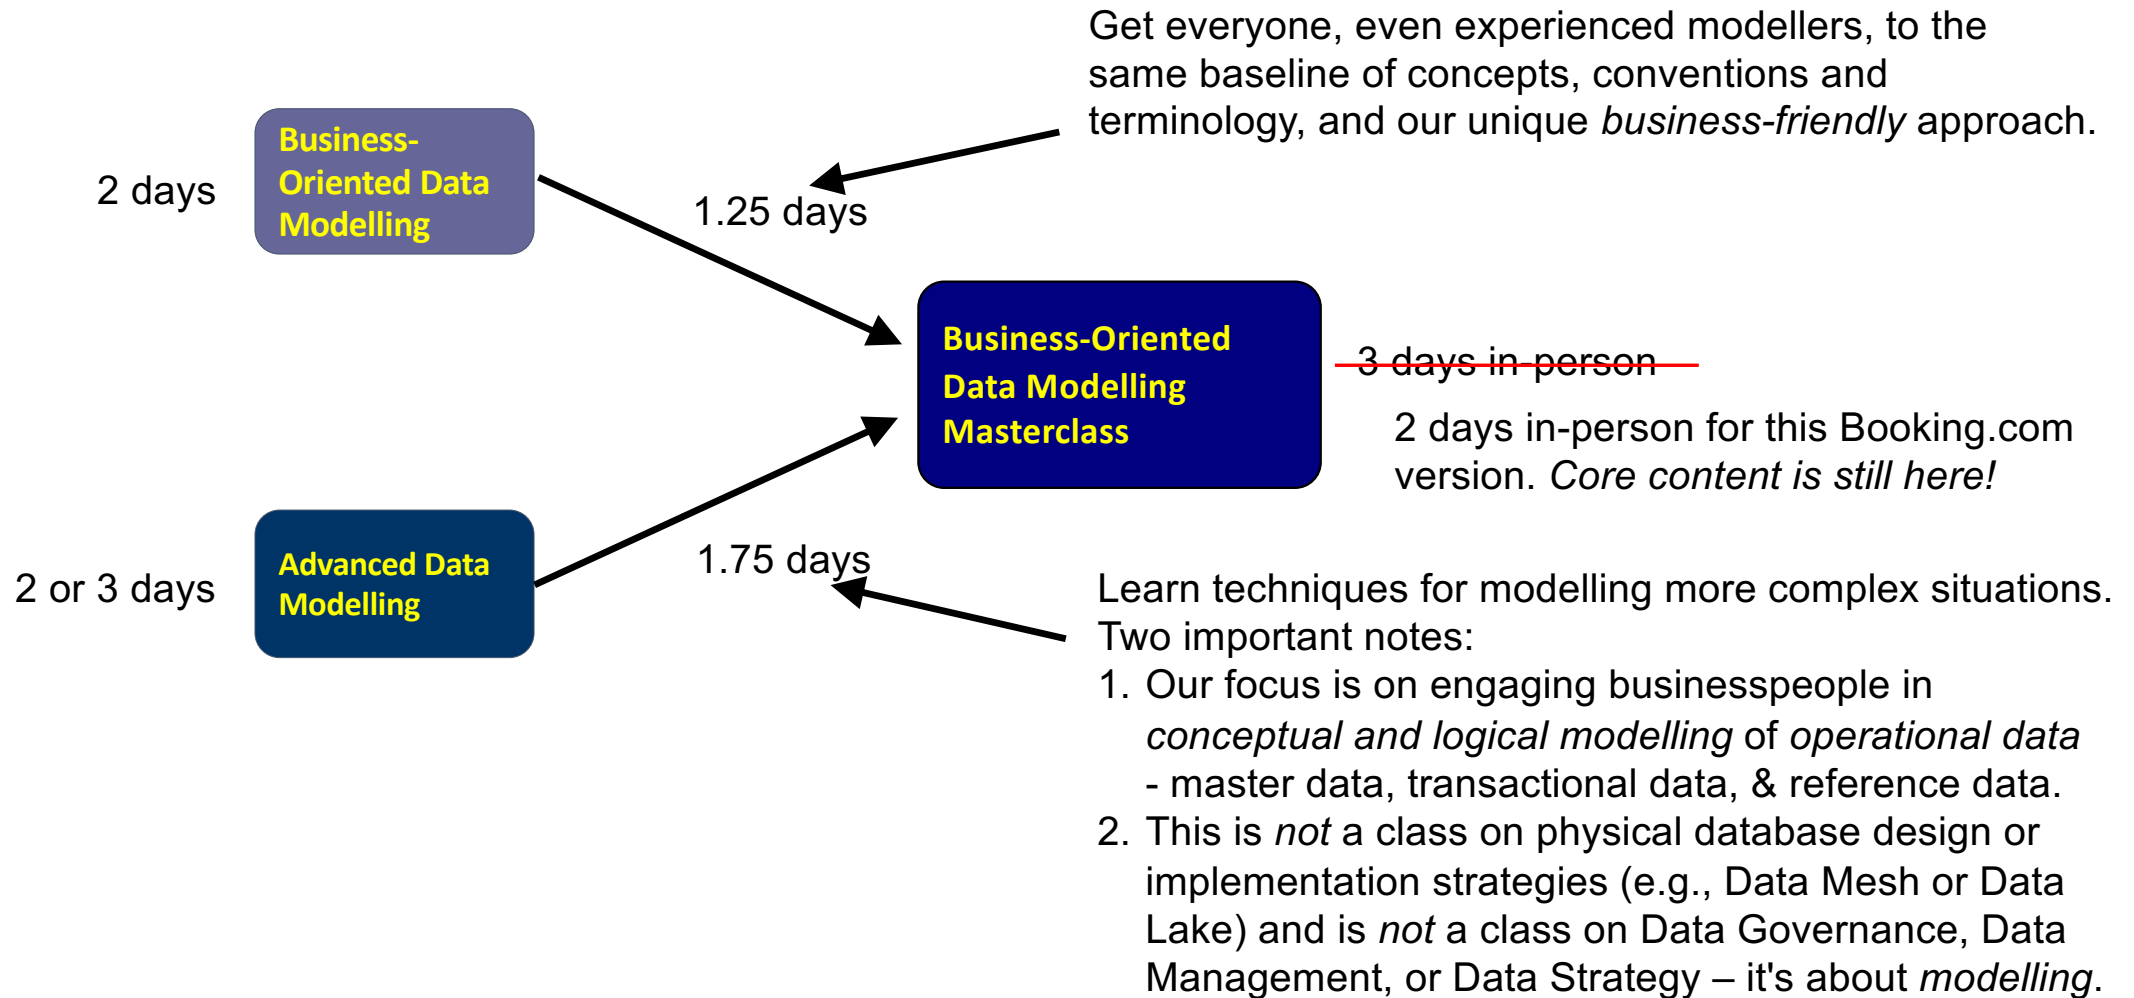 Get everyone, even experienced modellers, to the
same baseline of concepts, conventions and
terminology, and our unique business-friendly approach.
2 days
Business-
Oriented Data
Modelling
1.25 days
Business-Oriented
Data Modelling
Masterclass
3 days in-person
2 days in-person for this Booking.com
version. Core content is still here!
2 or 3 days
Advanced Data
Modelling
1.75 days
Learn techniques for modelling more complex situations.
Two important notes:
1. Our focus is on engaging businesspeople in
conceptual and logical modelling of operational data
- master data, transactional data, & reference data.
2. This is not a class on physical database design or
implementation strategies (e.g., Data Mesh or Data
Lake) and is not a class on Data Governance, Data
Management, or Data Strategy – it's about modelling.